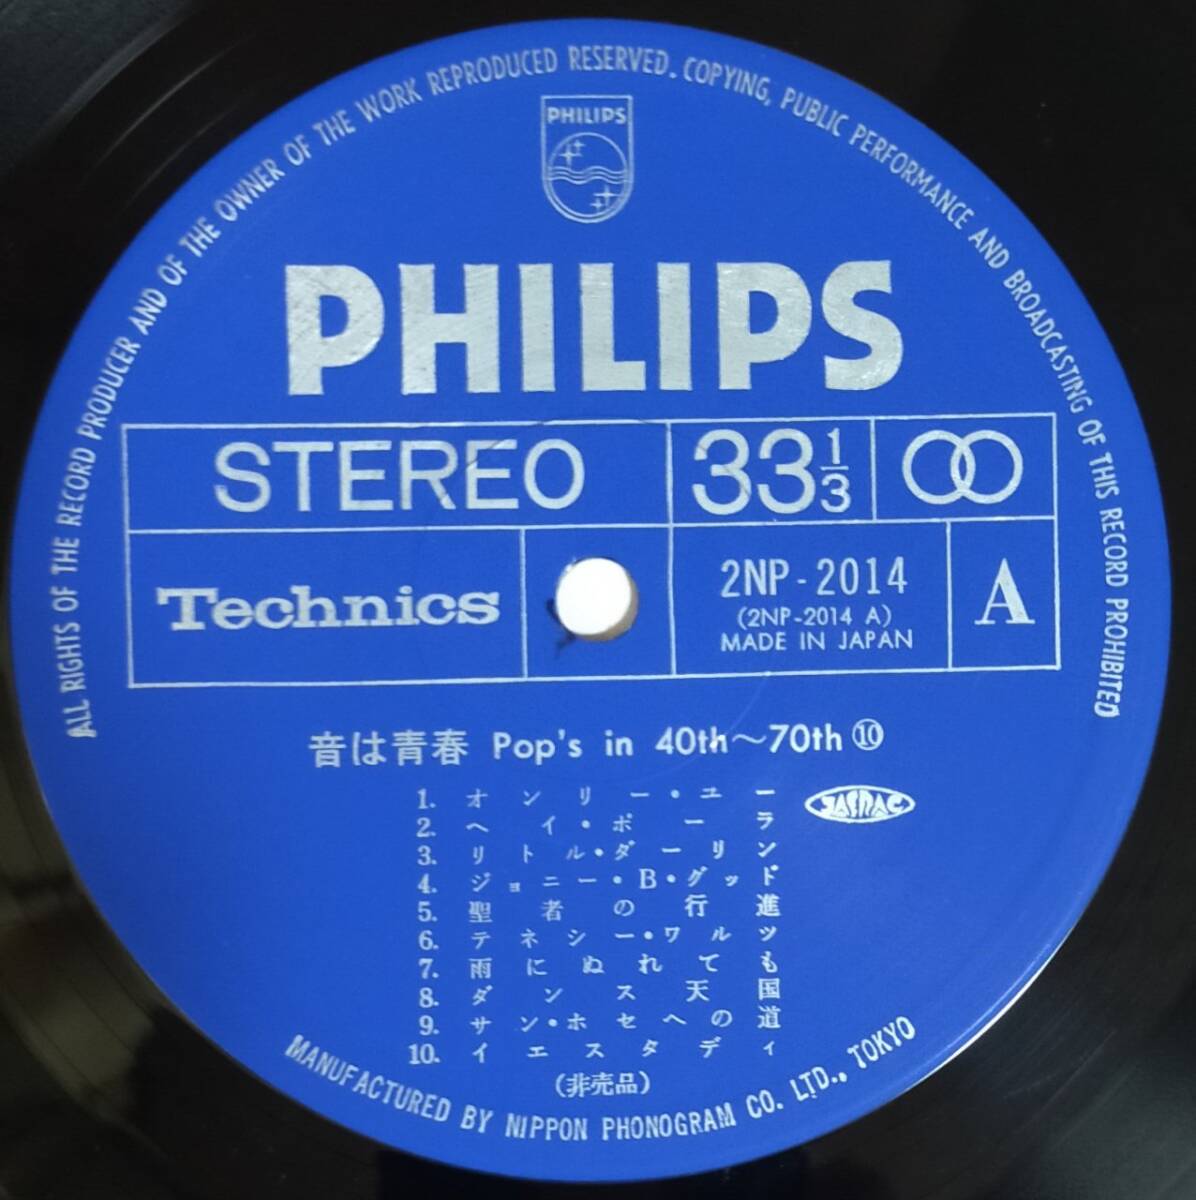 ALL RIGHTS OF THE RECORD PRODUCER AND OF THE OWNER OF THE WORK REPRODUCED RESERVED. COPYING, PUBLIC PERFORMANCE AND BROADCASTING OF THIS RECORD PROHIBITED
PHILIPS
PHILIPS
STEREO
33 1/3
Technics
2NP-2014
(2NP-2014 A)
MADE IN JAPAN
A
音は青春 Pop's in 40th〜70th⑩
JASRAC
1. オンリー・ユー
2. ヘイ・ポーラ
3. リトル・ダーリン
4. ジョニー・B・グッド
5. 聖者の行進
6. テネシー・ワルツ
7. 雨にぬれても
8. ダンス天国
9. サン・ホセへの道
10. イエスタディ
(非売品)
MANUFACTURED BY NIPPON PHONOGRAM CO. LTD., TOKYO